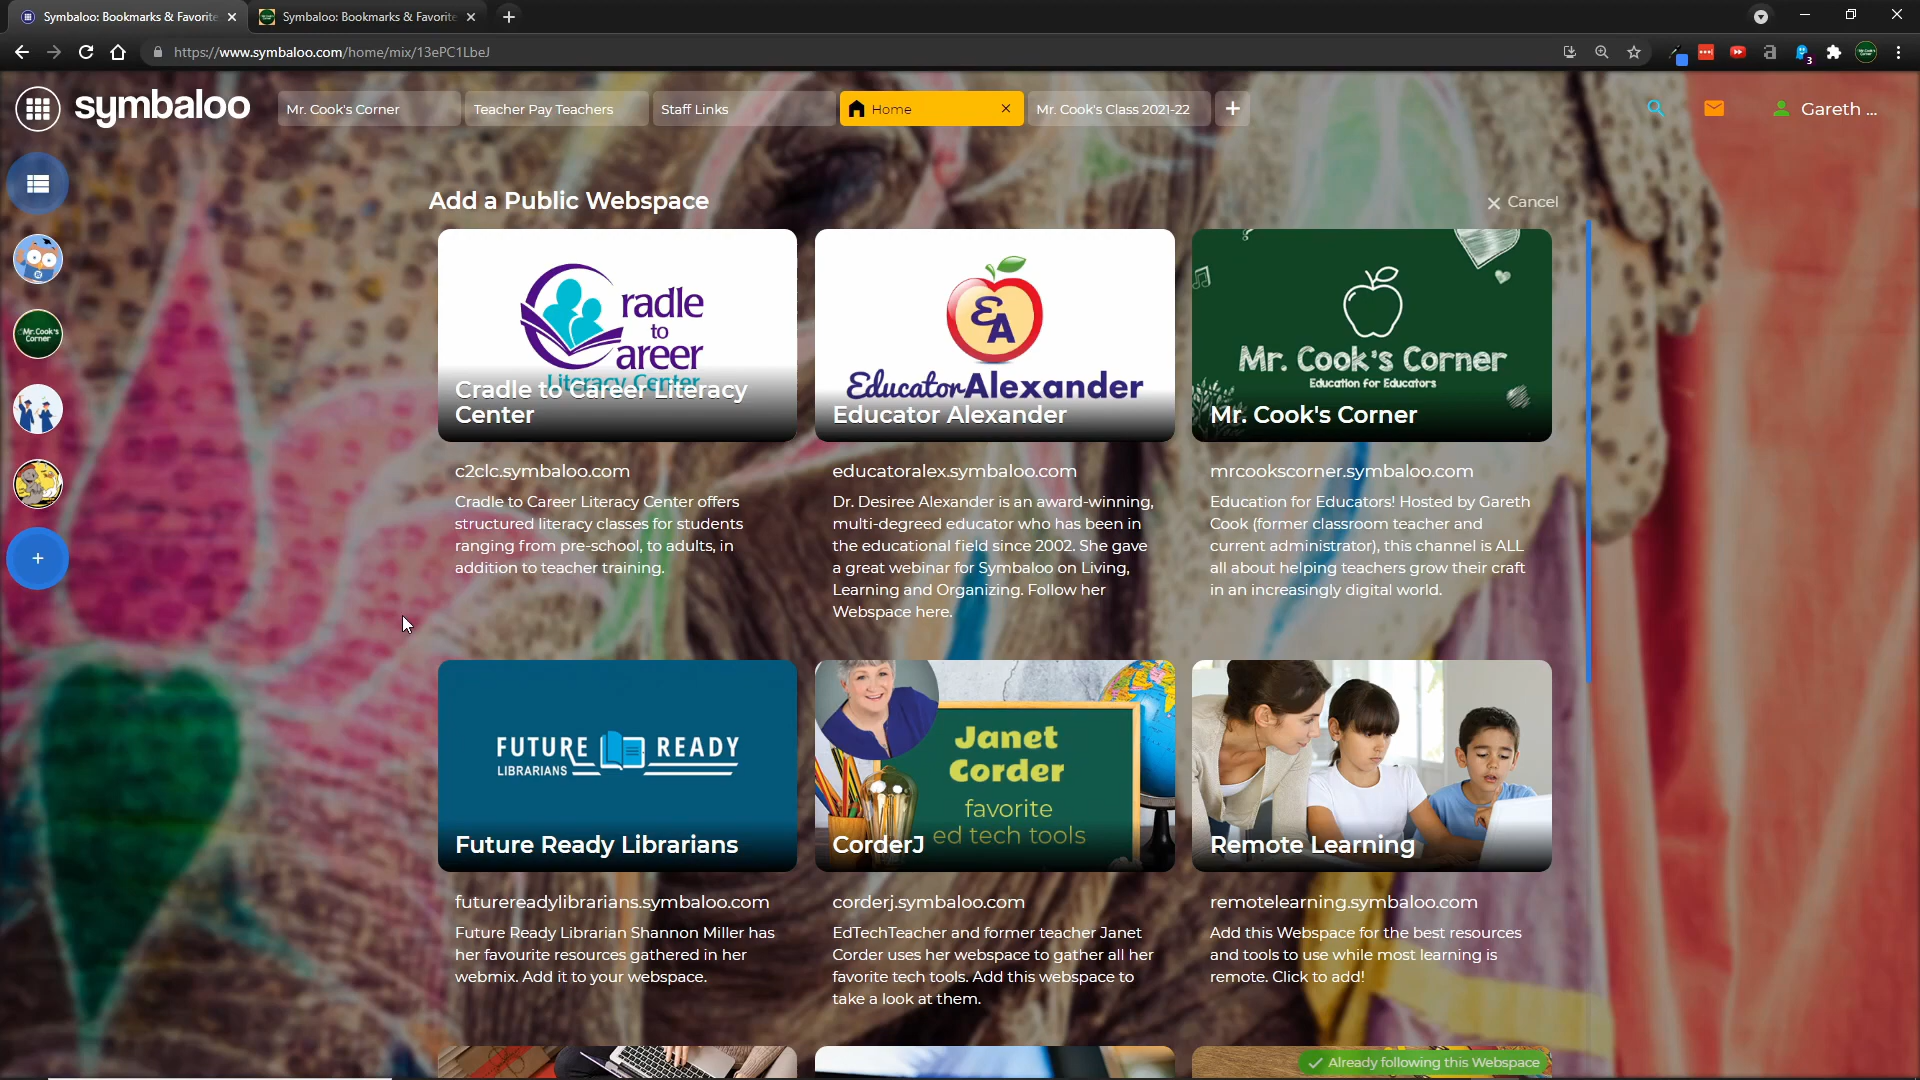 Symbaloo: Bookmarks & Favorite
Symbaloo: Bookmarks & Favorite
https://www.symbaloo.com/home/mix/13ePC1LbeJ
3
symbaloo
Mr. Cook's Corner
Teacher Pay Teachers
Staff Links
Home
Mr. Cook's Class 2021-22
Gareth ...
Add a Public Webspace
Cancel
radle
to
areer
Literacy Center
Cradle to Career Literacy
Center
EA
EducatorAlexander
Educator Alexander
Mr. Cook's Corner
Education for Educators
Mr. Cook's Corner
Mr. Cook's
Corner
c2clc.symbaloo.com
Cradle to Career Literacy Center offers
structured literacy classes for students
ranging from pre-school, to adults, in
addition to teacher training.
educatoralex.symbaloo.com
Dr. Desiree Alexander is an award-winning,
multi-degreed educator who has been in
the educational field since 2002. She gave
a great webinar for Symbaloo on Living,
Learning and Organizing. Follow her
Webspace here.
mrcookscorner.symbaloo.com
Education for Educators! Hosted by Gareth
Cook (former classroom teacher and
current administrator), this channel is ALL
all about helping teachers grow their craft
in an increasingly digital world.
FUTURE READY
LIBRARIANS
Future Ready Librarians
Janet
Corder
favorite
ed tech tools
CorderJ
Remote Learning
futurereadylibrarians.symbaloo.com
Future Ready Librarian Shannon Miller has
her favourite resources gathered in her
webmix. Add it to your webspace.
corderj.symbaloo.com
EdTechTeacher and former teacher Janet
Corder uses her webspace to gather all her
favorite tech tools. Add this webspace to
take a look at them.
remotelearning.symbaloo.com
Add this Webspace for the best resources
and tools to use while most learning is
remote. Click to add!
Already following this Webspace